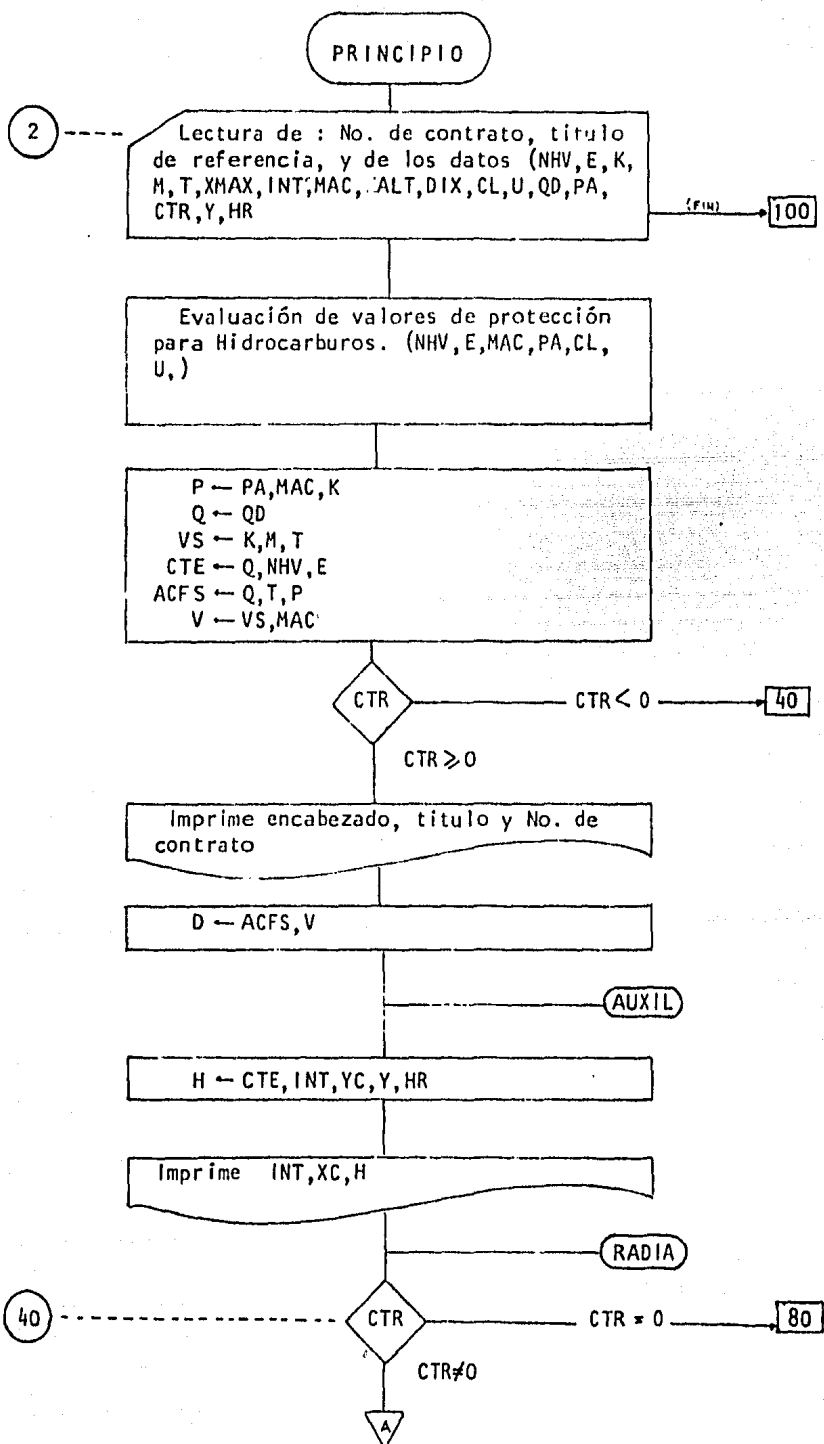 PRINCIPIO
2
Lectura de : No. de contrato, titulo
de referencia, y de los datos (NHV,E,K,
M,T,XMAX,INT,MAC,.ALT,DIX,CL,U,QD,PA,
CTR,Y,HR
(FIN)
100
Evaluación de valores de protección
para Hidrocarburos. (NHV,E,MAC,PA,CL,
U,)
P ← PA,MAC,K
Q ← QD
VS ← K,M,T
CTE ← Q,NHV,E
ACFS ← Q,T,P
V ← VS,MAC
CTR
CTR < 0
40
CTR ⩾ 0
Imprime encabezado, titulo y No. de
contrato
D ← ACFS,V
AUXIL
H ← CTE,INT,YC,Y,HR
Imprime INT,XC,H
RADIA
40
CTR
CTR = 0
80
CTR≠0
A